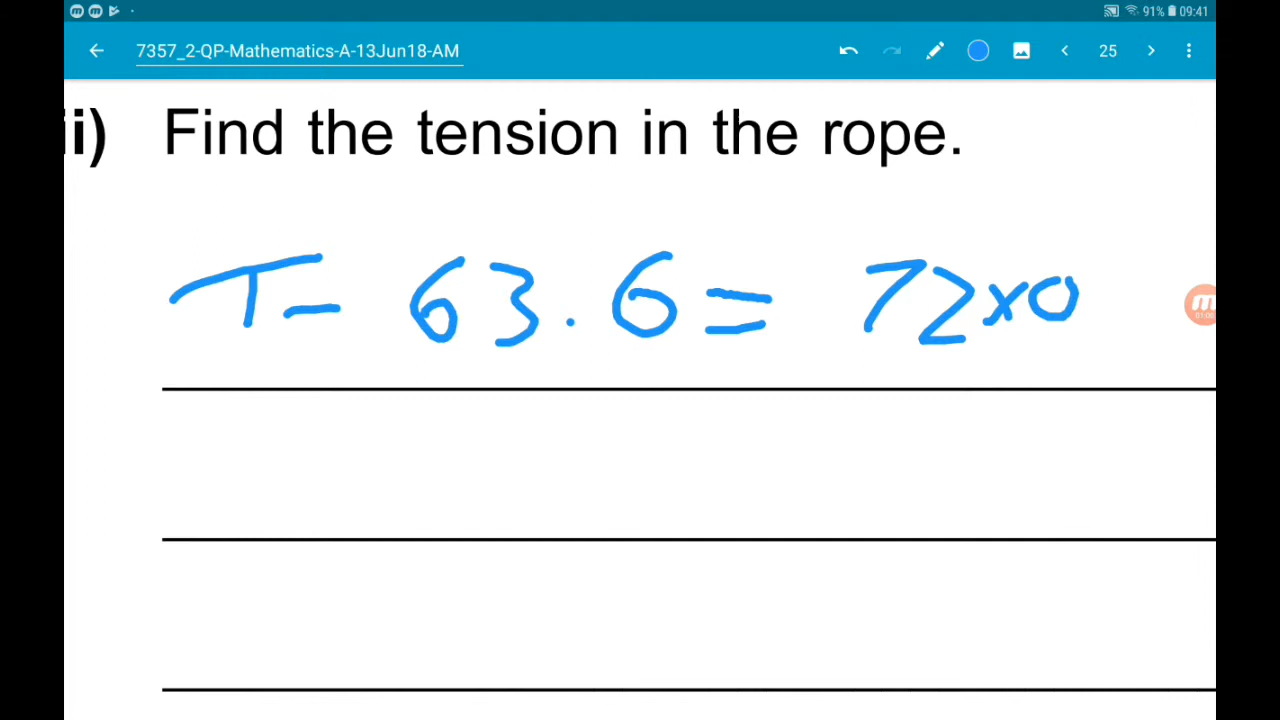 91% 09:41
7357_2-QP-Mathematics-A-13Jun18-AM 25
ii) Find the tension in the rope.
T - 63.6 = 72×0